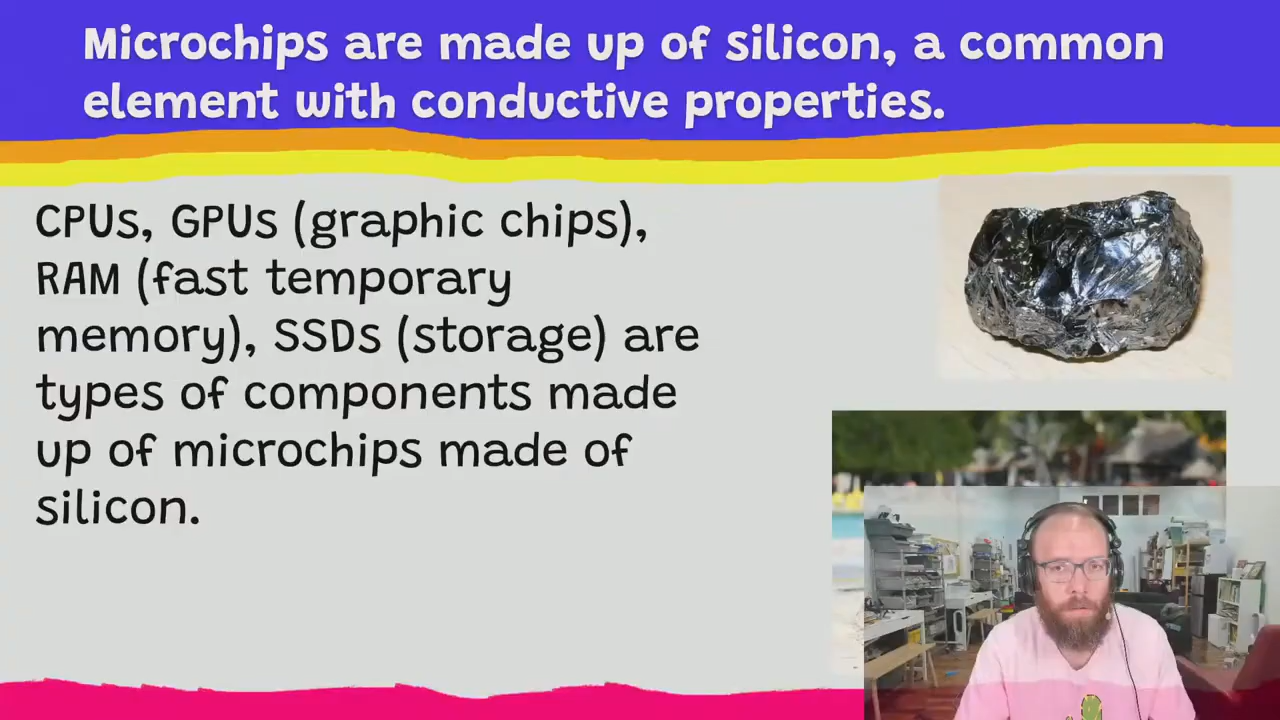 Microchips are made up of silicon, a common
element with conductive properties.
CPUs, GPUs (graphic chips),
RAM (fast temporary
memory), SSDs (storage) are
types of components made
up of microchips made of
silicon.